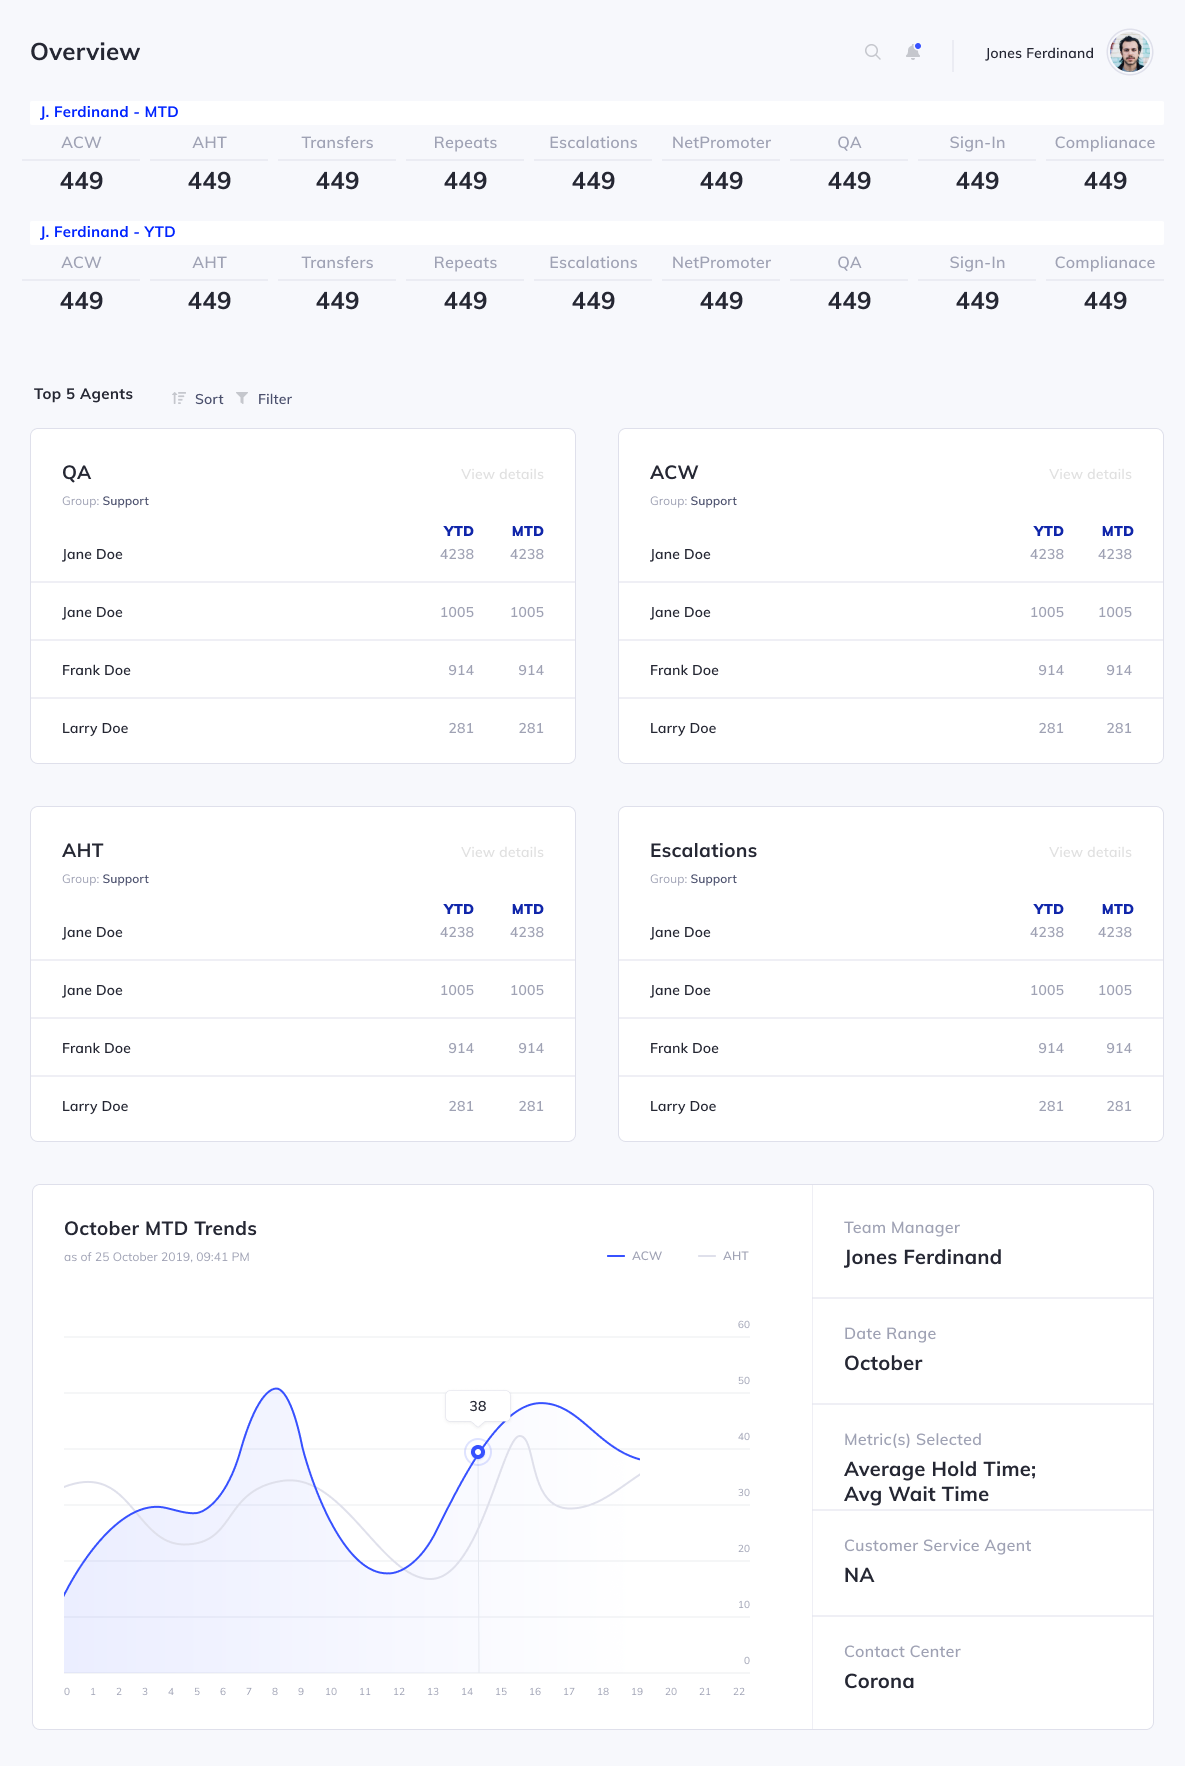 Overview
Jones Ferdinand
J. Ferdinand - MTD
ACW AHT Transfers Repeats Escalations NetPromoter QA Sign-In Complianace
449 449 449 449 449 449 449 449 449
J. Ferdinand - YTD
ACW AHT Transfers Repeats Escalations NetPromoter QA Sign-In Complianace
449 449 449 449 449 449 449 449 449
Top 5 Agents Sort Filter
QA View details
Group: Support
YTD MTD
Jane Doe 4238 4238
Jane Doe 1005 1005
Frank Doe 914 914
Larry Doe 281 281
ACW View details
Group: Support
YTD MTD
Jane Doe 4238 4238
Jane Doe 1005 1005
Frank Doe 914 914
Larry Doe 281 281
AHT View details
Group: Support
YTD MTD
Jane Doe 4238 4238
Jane Doe 1005 1005
Frank Doe 914 914
Larry Doe 281 281
Escalations View details
Group: Support
YTD MTD
Jane Doe 4238 4238
Jane Doe 1005 1005
Frank Doe 914 914
Larry Doe 281 281
October MTD Trends
as of 25 October 2019, 09:41 PM
ACW AHT
60
50
38
40
30
20
10
0
0 1 2 3 4 5 6 7 8 9 10 11 12 13 14 15 16 17 18 19 20 21 22
Team Manager
Jones Ferdinand
Date Range
October
Metric(s) Selected
Average Hold Time;
Avg Wait Time
Customer Service Agent
NA
Contact Center
Corona